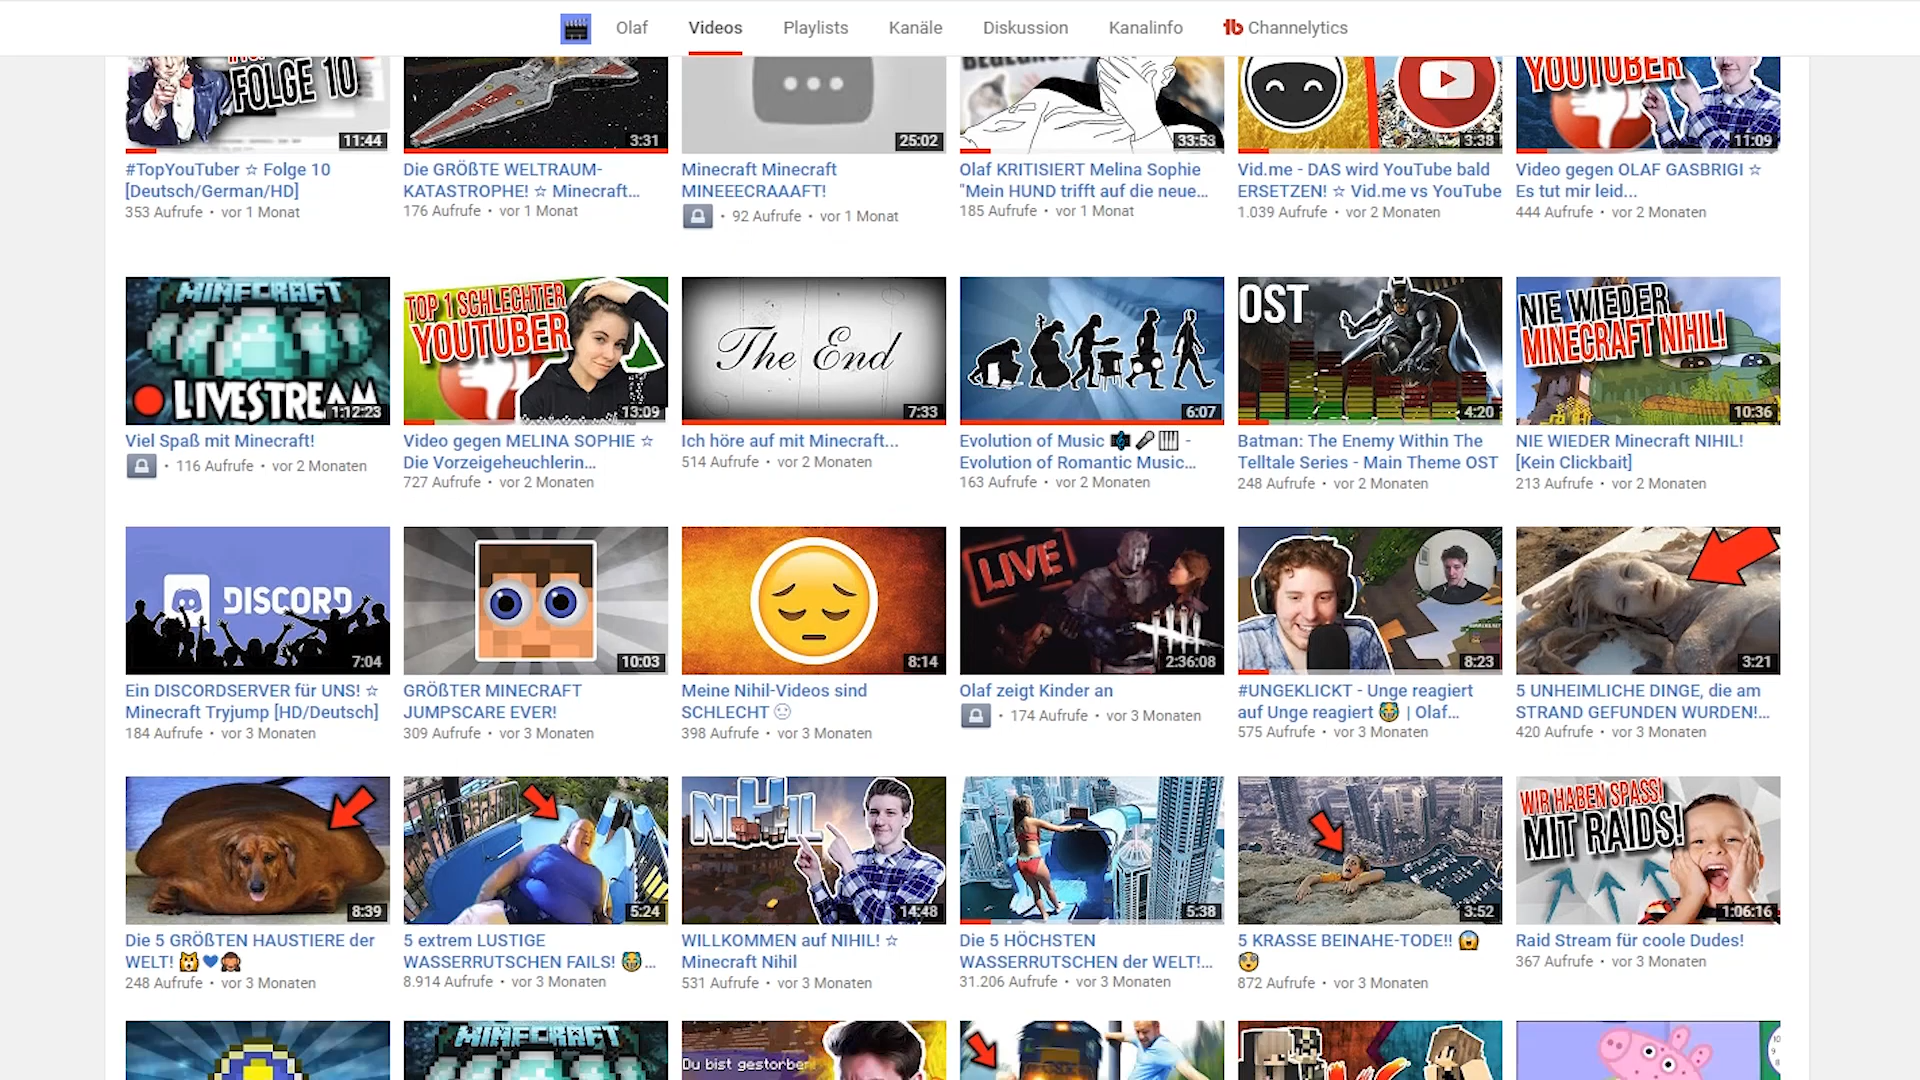 Olaf Videos Playlists Kanäle Diskussion Kanalinfo Channelytics
FOLGE 10
YOUTUBER
11:44 3:31 25:02 33:53 3:38 11:09
#TopYouTuber ☆ Folge 10
[Deutsch/German/HD]
353 Aufrufe • vor 1 Monat
Die GRÖßTE WELTRAUM-
KATASTROPHE! ☆ Minecraft...
176 Aufrufe • vor 1 Monat
Minecraft Minecraft
MINEEECRAAAFT!
• 92 Aufrufe • vor 1 Monat
Olaf KRITISIERT Melina Sophie
"Mein HUND trifft auf die neue...
185 Aufrufe • vor 1 Monat
Vid.me - DAS wird YouTube bald
ERSETZEN! ☆ Vid.me vs YouTube
1.039 Aufrufe • vor 2 Monaten
Video gegen OLAF GASBRIGI ☆
Es tut mir leid...
444 Aufrufe • vor 2 Monaten
MINECRAFT
LIVESTREAM
1:12:23
Viel Spaß mit Minecraft!
• 116 Aufrufe • vor 2 Monaten
TOP 1 SCHLECHTER
YOUTUBER
13:09
Video gegen MELINA SOPHIE ☆
Die Vorzeigeheuchlerin...
727 Aufrufe • vor 2 Monaten
The End
7:33
Ich höre auf mit Minecraft...
514 Aufrufe • vor 2 Monaten
6:07
Evolution of Music 🎼🎤🎹 -
Evolution of Romantic Music...
163 Aufrufe • vor 2 Monaten
OST
4:20
Batman: The Enemy Within The
Telltale Series - Main Theme OST
248 Aufrufe • vor 2 Monaten
NIE WIEDER
MINECRAFT NIHIL!
10:36
NIE WIEDER Minecraft NIHIL!
[Kein Clickbait]
213 Aufrufe • vor 2 Monaten
DISCORD
7:04
Ein DISCORDSERVER für UNS! ☆
Minecraft Tryjump [HD/Deutsch]
184 Aufrufe • vor 3 Monaten
10:03
GRÖßTER MINECRAFT
JUMPSCARE EVER!
309 Aufrufe • vor 3 Monaten
8:14
Meine Nihil-Videos sind
SCHLECHT 😔
398 Aufrufe • vor 3 Monaten
LIVE
2:36:08
Olaf zeigt Kinder an
• 174 Aufrufe • vor 3 Monaten
8:23
#UNGEKLICKT - Unge reagiert
auf Unge reagiert 😂 | Olaf...
575 Aufrufe • vor 3 Monaten
3:21
5 UNHEIMLICHE DINGE, die am
STRAND GEFUNDEN WURDEN!...
420 Aufrufe • vor 3 Monaten
8:39
Die 5 GRÖßTEN HAUSTIERE der
WELT! 🙀💙🙈
248 Aufrufe • vor 3 Monaten
5:24
5 extrem LUSTIGE
WASSERRUTSCHEN FAILS! 😂...
8.914 Aufrufe • vor 3 Monaten
NIHIL
14:48
WILLKOMMEN auf NIHIL! ☆
Minecraft Nihil
531 Aufrufe • vor 3 Monaten
5:38
Die 5 HÖCHSTEN
WASSERRUTSCHEN der WELT!...
31.206 Aufrufe • vor 3 Monaten
3:52
5 KRASSE BEINAHE-TODE!! 😱
😳
872 Aufrufe • vor 3 Monaten
WIR HABEN SPASS!
MIT RAIDS!
1:06:16
Raid Stream für coole Dudes!
367 Aufrufe • vor 3 Monaten
MINECRAFT
Du bist gestorben